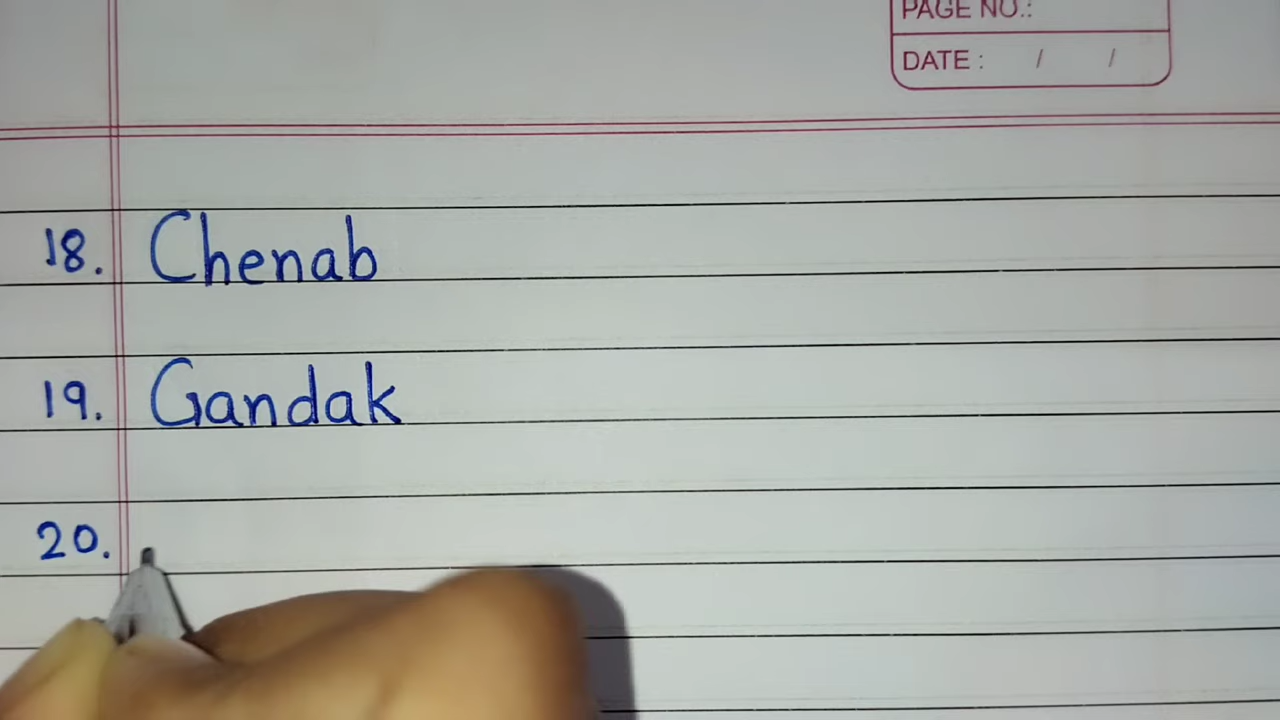 PAGE NO.:
DATE : / /
18. Chenab
19. Gandak
20.